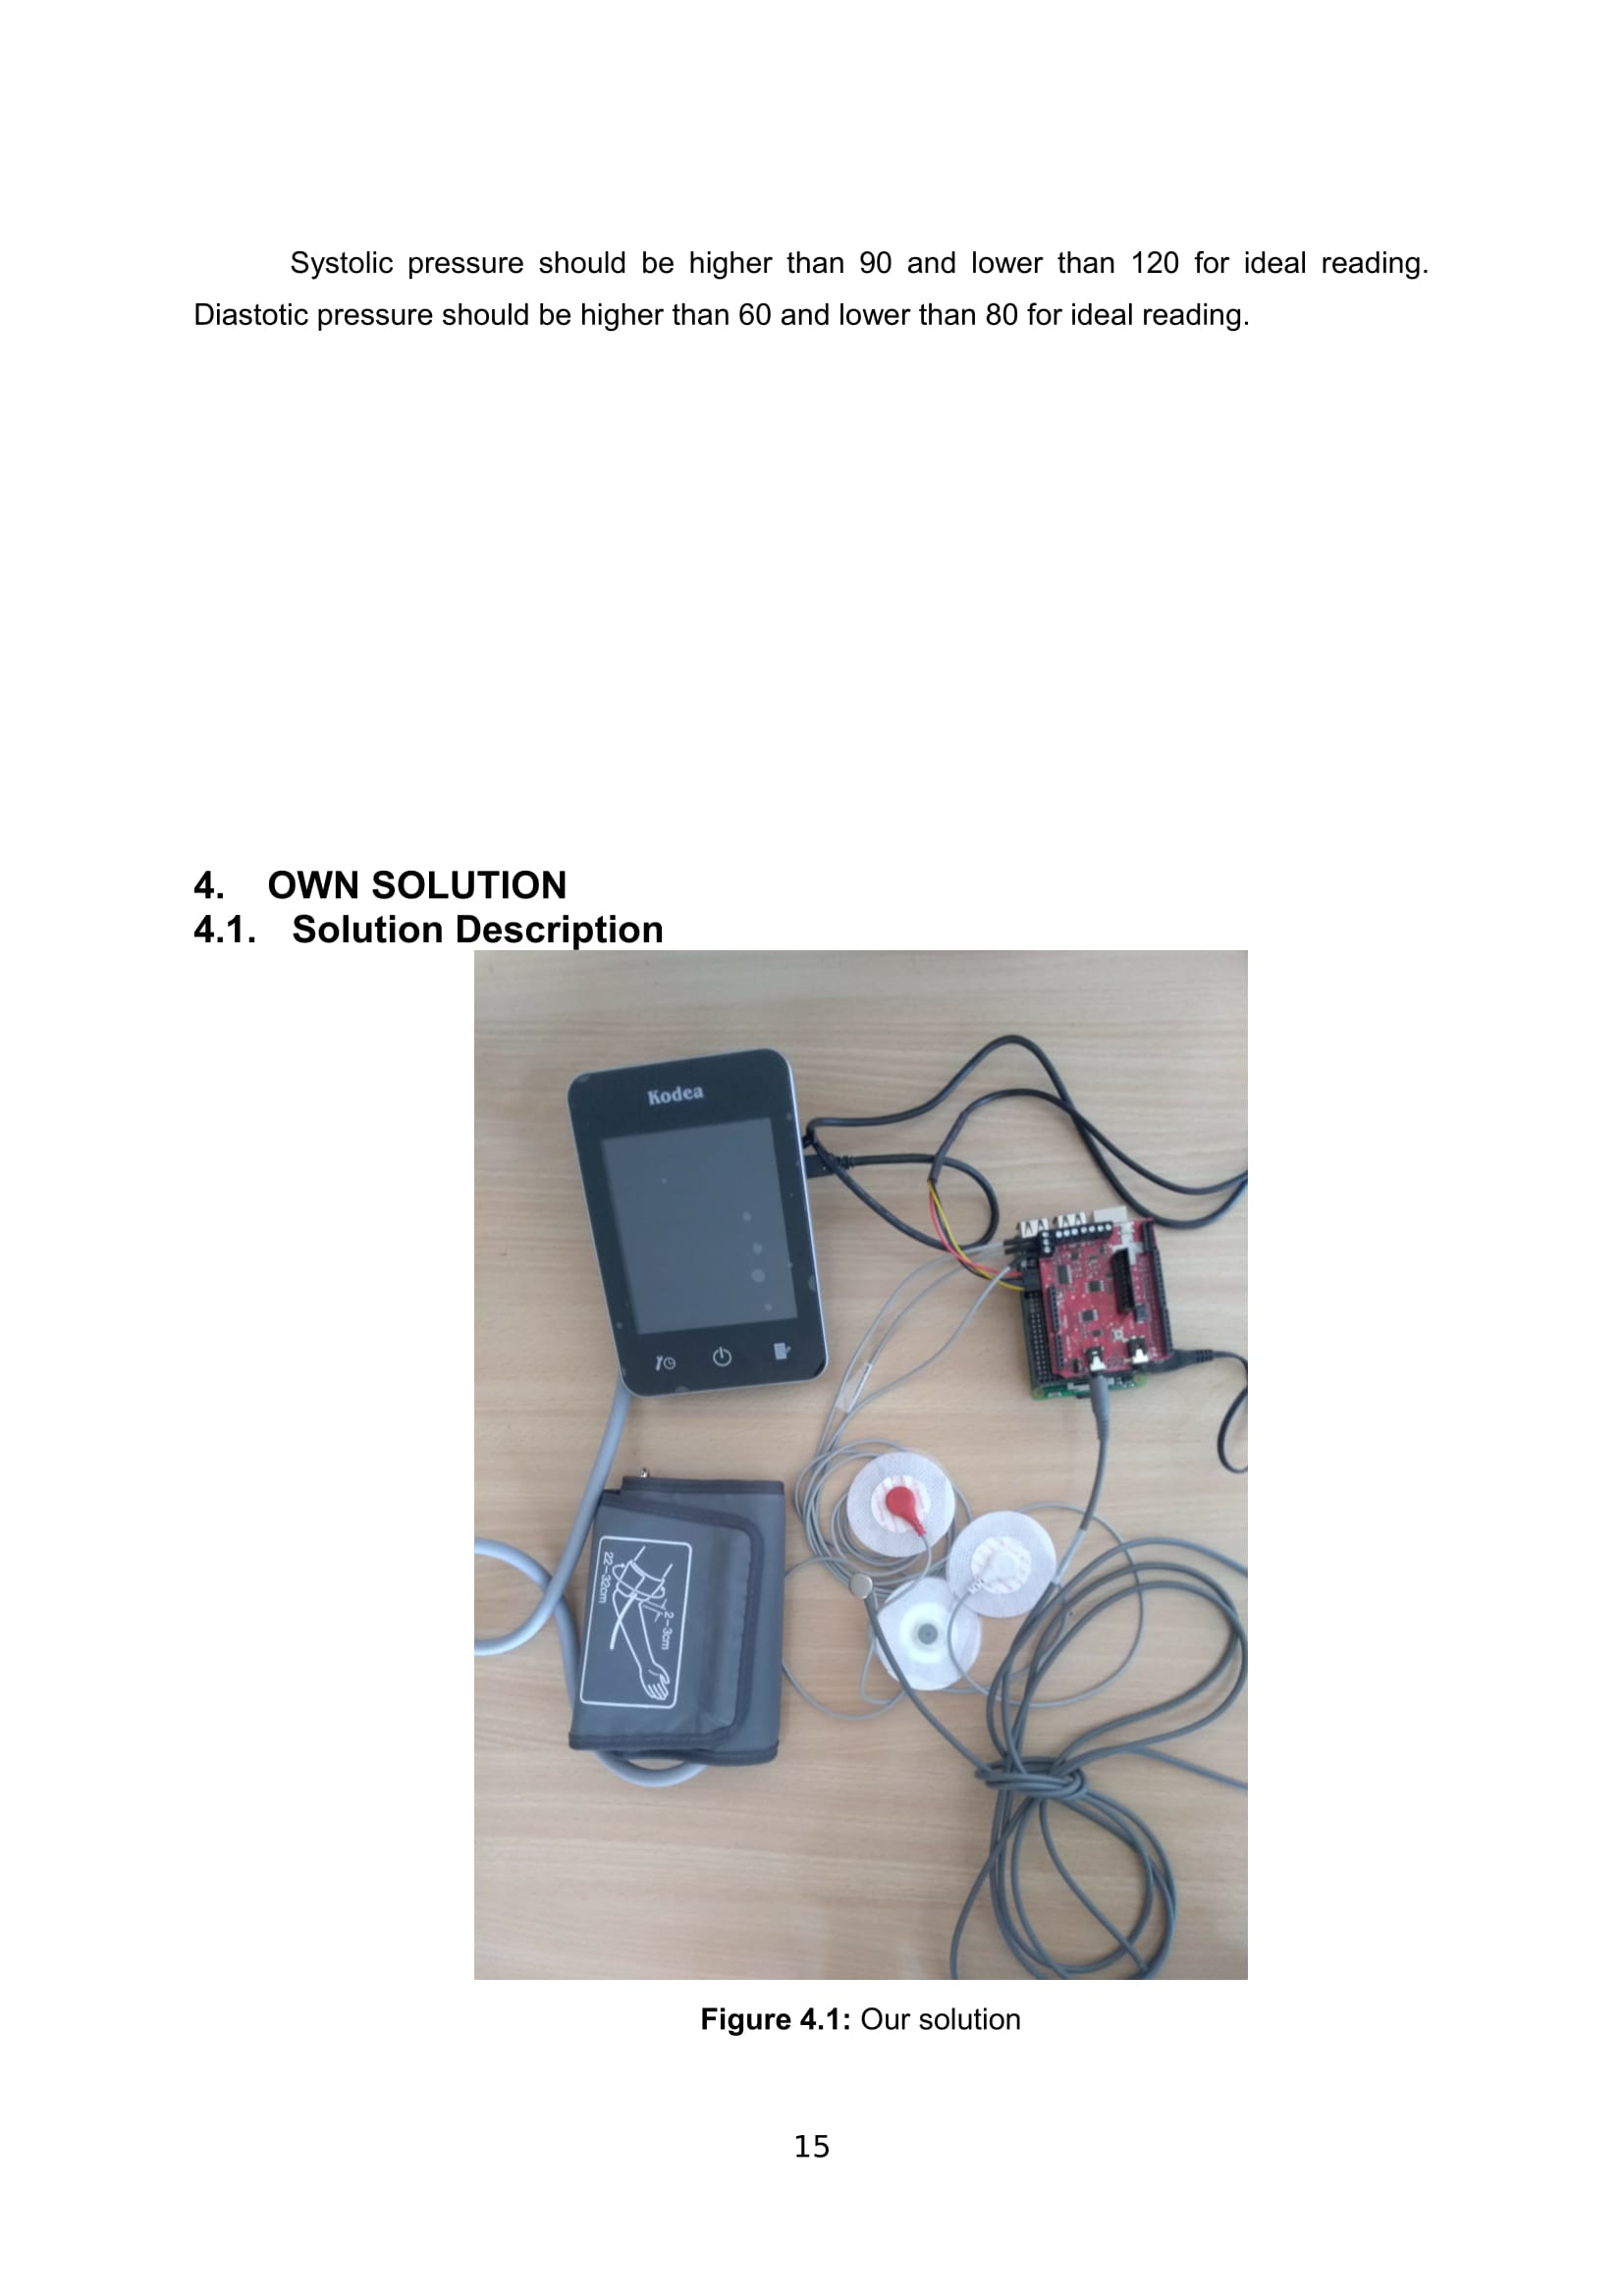 Systolic pressure should be higher than 90 and lower than 120 for ideal reading.
Diastotic pressure should be higher than 60 and lower than 80 for ideal reading.
4. OWN SOLUTION
4.1. Solution Description
Kodea
22-32cm
2-3cm
Figure 4.1: Our solution
15